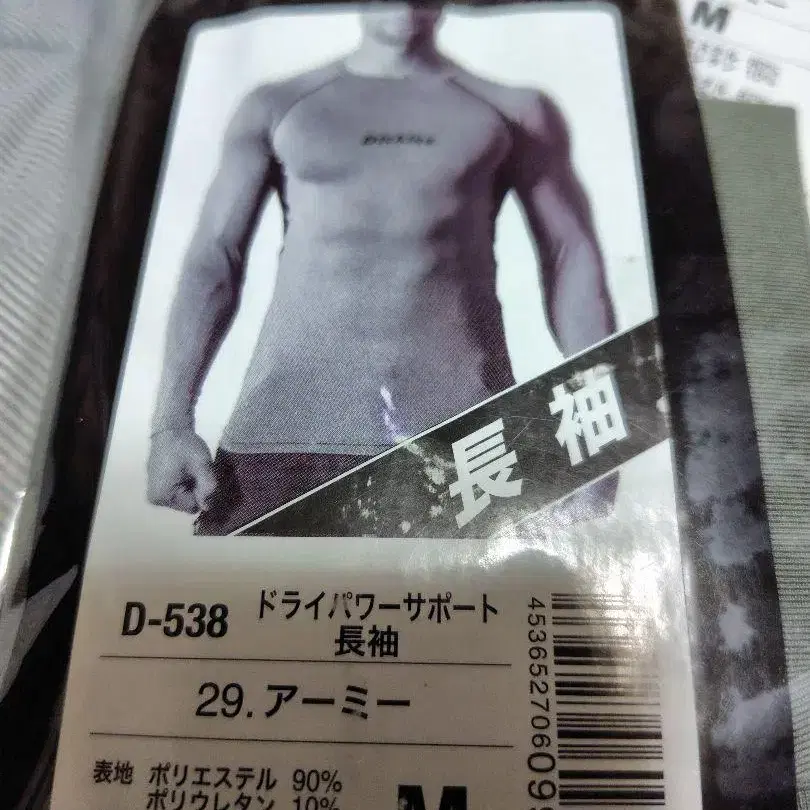 M
長袖
D-538 ドライパワーサポート
長袖
29.アーミー
表地 ポリエステル 90%
ポリウレタン 10%
M